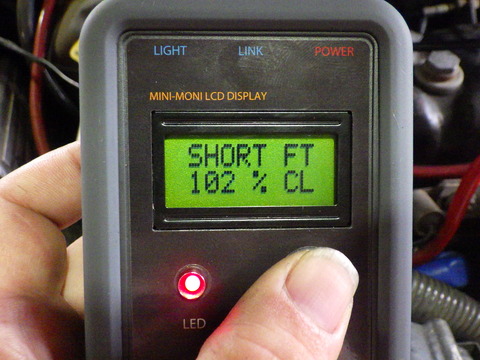 LIGHT LINK POWER
MINI-MONI LCD DISPLAY
SHORT FT
102 % CL
LED